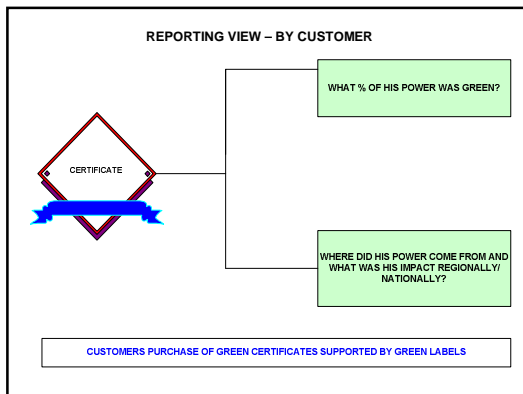 REPORTING VIEW – BY CUSTOMER
WHAT % OF HIS POWER WAS GREEN?
CERTIFICATE
WHERE DID HIS POWER COME FROM AND
WHAT WAS HIS IMPACT REGIONALLY/
NATIONALLY?
CUSTOMERS PURCHASE OF GREEN CERTIFICATES SUPPORTED BY GREEN LABELS